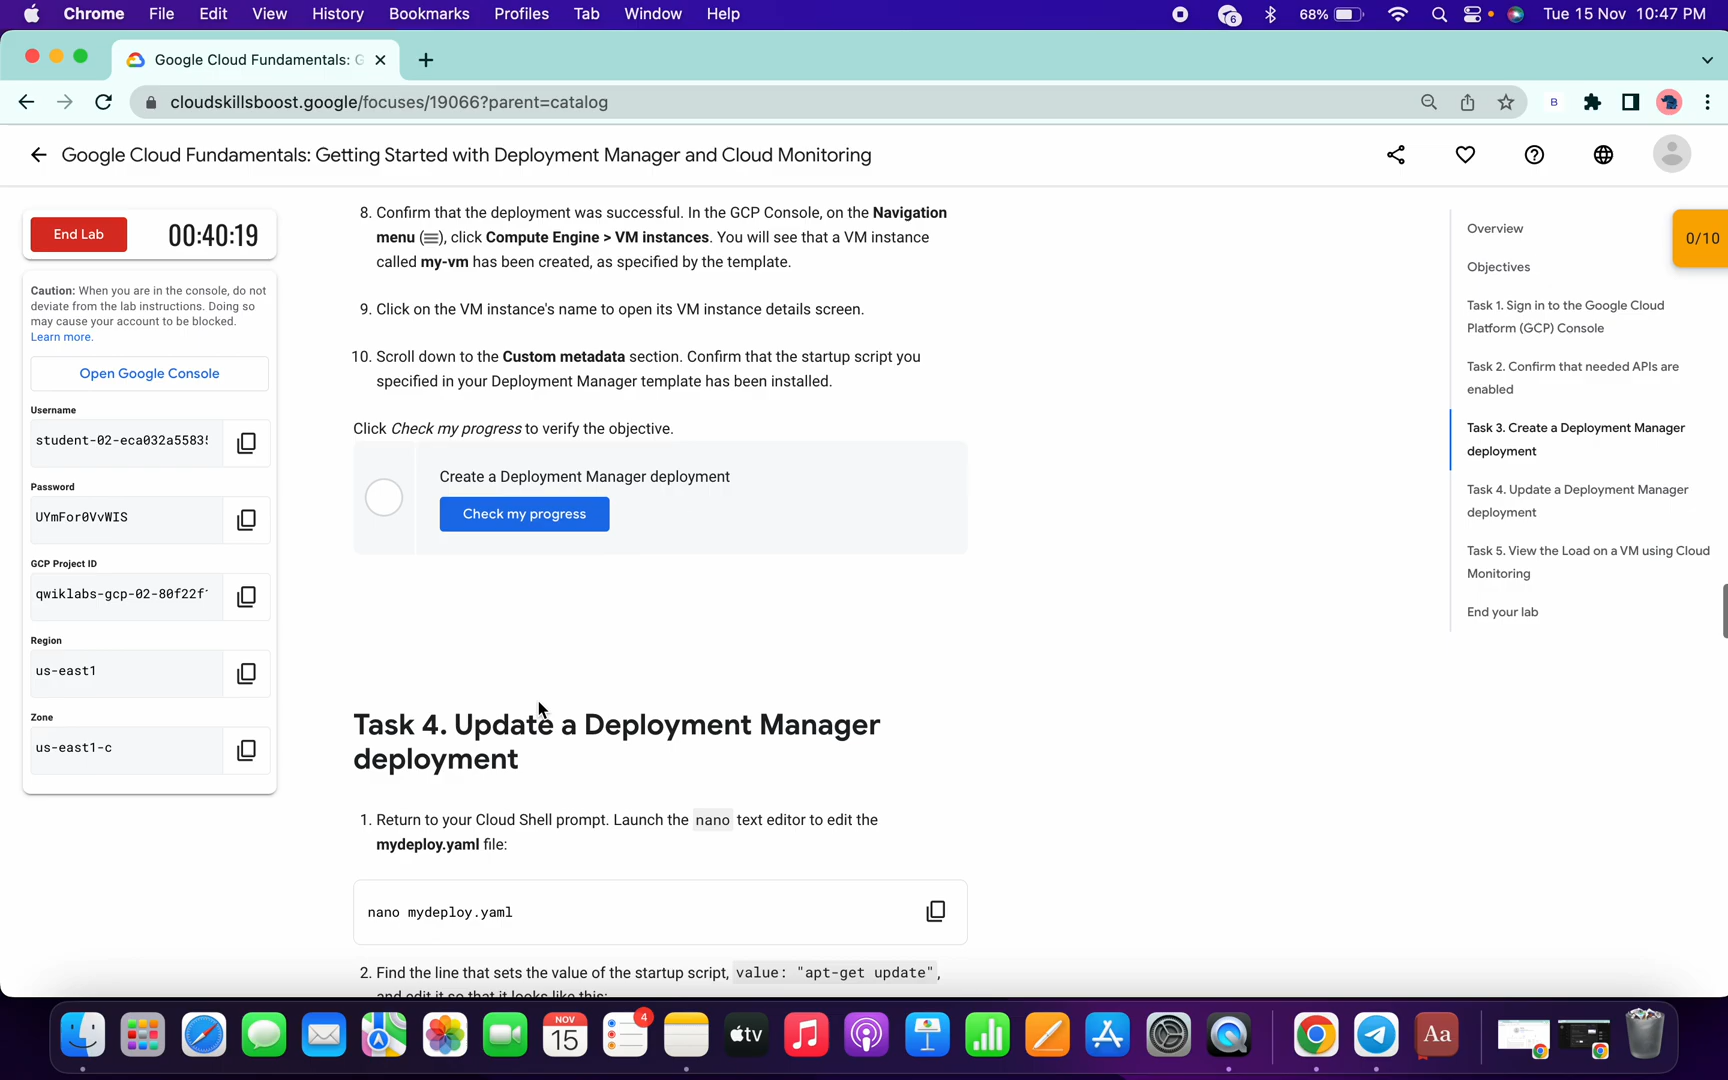 Chrome File Edit View History Bookmarks Profiles Tab Window Help 6 68% Tue 15 Nov 10:47 PM
Google Cloud Fundamentals: G
cloudskillsboost.google/focuses/19066?parent=catalog
B
Google Cloud Fundamentals: Getting Started with Deployment Manager and Cloud Monitoring
End Lab 00:40:19
Caution: When you are in the console, do not
deviate from the lab instructions. Doing so
may cause your account to be blocked.
Learn more.
Open Google Console
Username
student-02-eca032a5583
Password
UYmFor0VvWIS
GCP Project ID
qwiklabs-gcp-02-80f22f
Region
us-east1
Zone
us-east1-c
8. Confirm that the deployment was successful. In the GCP Console, on the Navigation
menu (≡), click Compute Engine > VM instances. You will see that a VM instance
called my-vm has been created, as specified by the template.
9. Click on the VM instance's name to open its VM instance details screen.
10. Scroll down to the Custom metadata section. Confirm that the startup script you
specified in your Deployment Manager template has been installed.
Click Check my progress to verify the objective.
Create a Deployment Manager deployment
Check my progress
Task 4. Update a Deployment Manager
deployment
1. Return to your Cloud Shell prompt. Launch the nano text editor to edit the
mydeploy.yaml file:
nano mydeploy.yaml
2. Find the line that sets the value of the startup script, value: "apt-get update",
and edit it so that it looks like this:
Overview
Objectives
Task 1. Sign in to the Google Cloud
Platform (GCP) Console
Task 2. Confirm that needed APIs are
enabled
Task 3. Create a Deployment Manager
deployment
Task 4. Update a Deployment Manager
deployment
Task 5. View the Load on a VM using Cloud
Monitoring
End your lab
0/10
NOV
15
4
tv
Aa